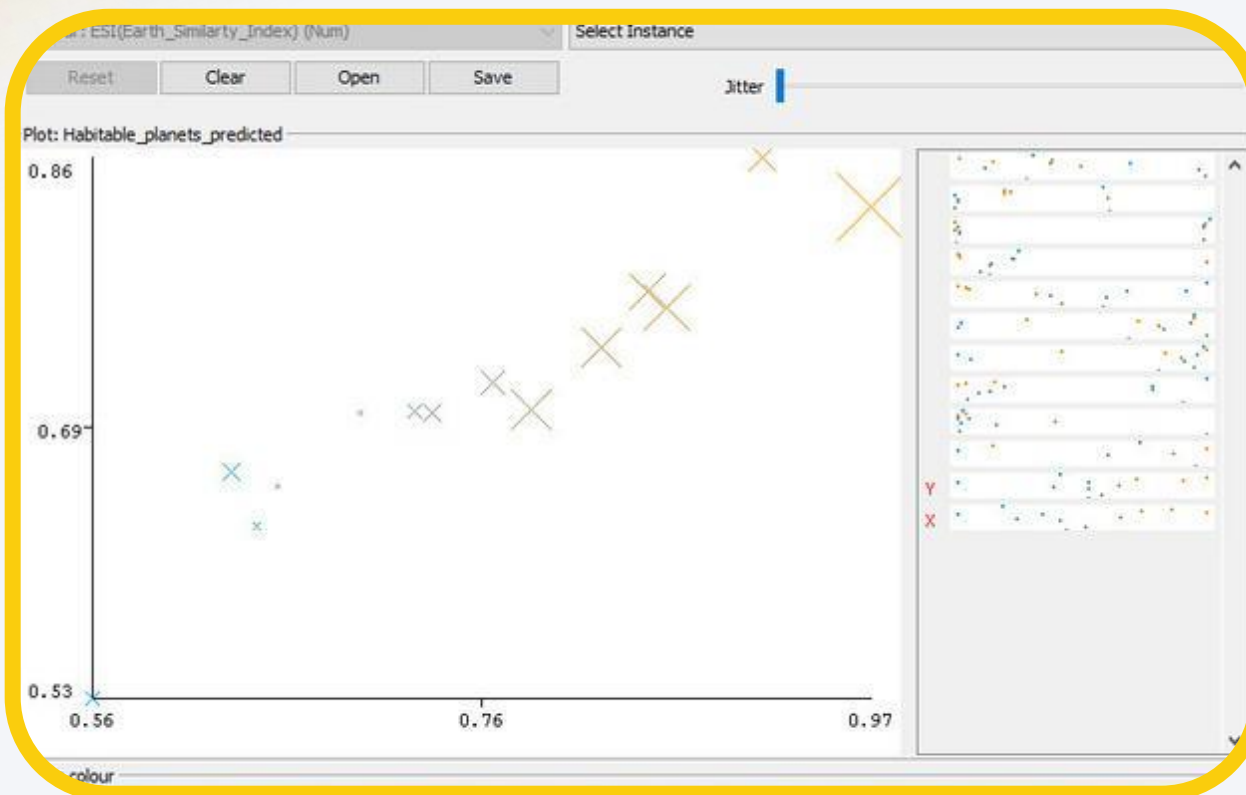 ESI(Earth_Similarty_Index) (Num)
Select Instance
Reset Clear Open Save
Jitter
Plot: Habitable_planets_predicted
0.86
0.69
0.53
0.56 0.76 0.97
Y
X
colour